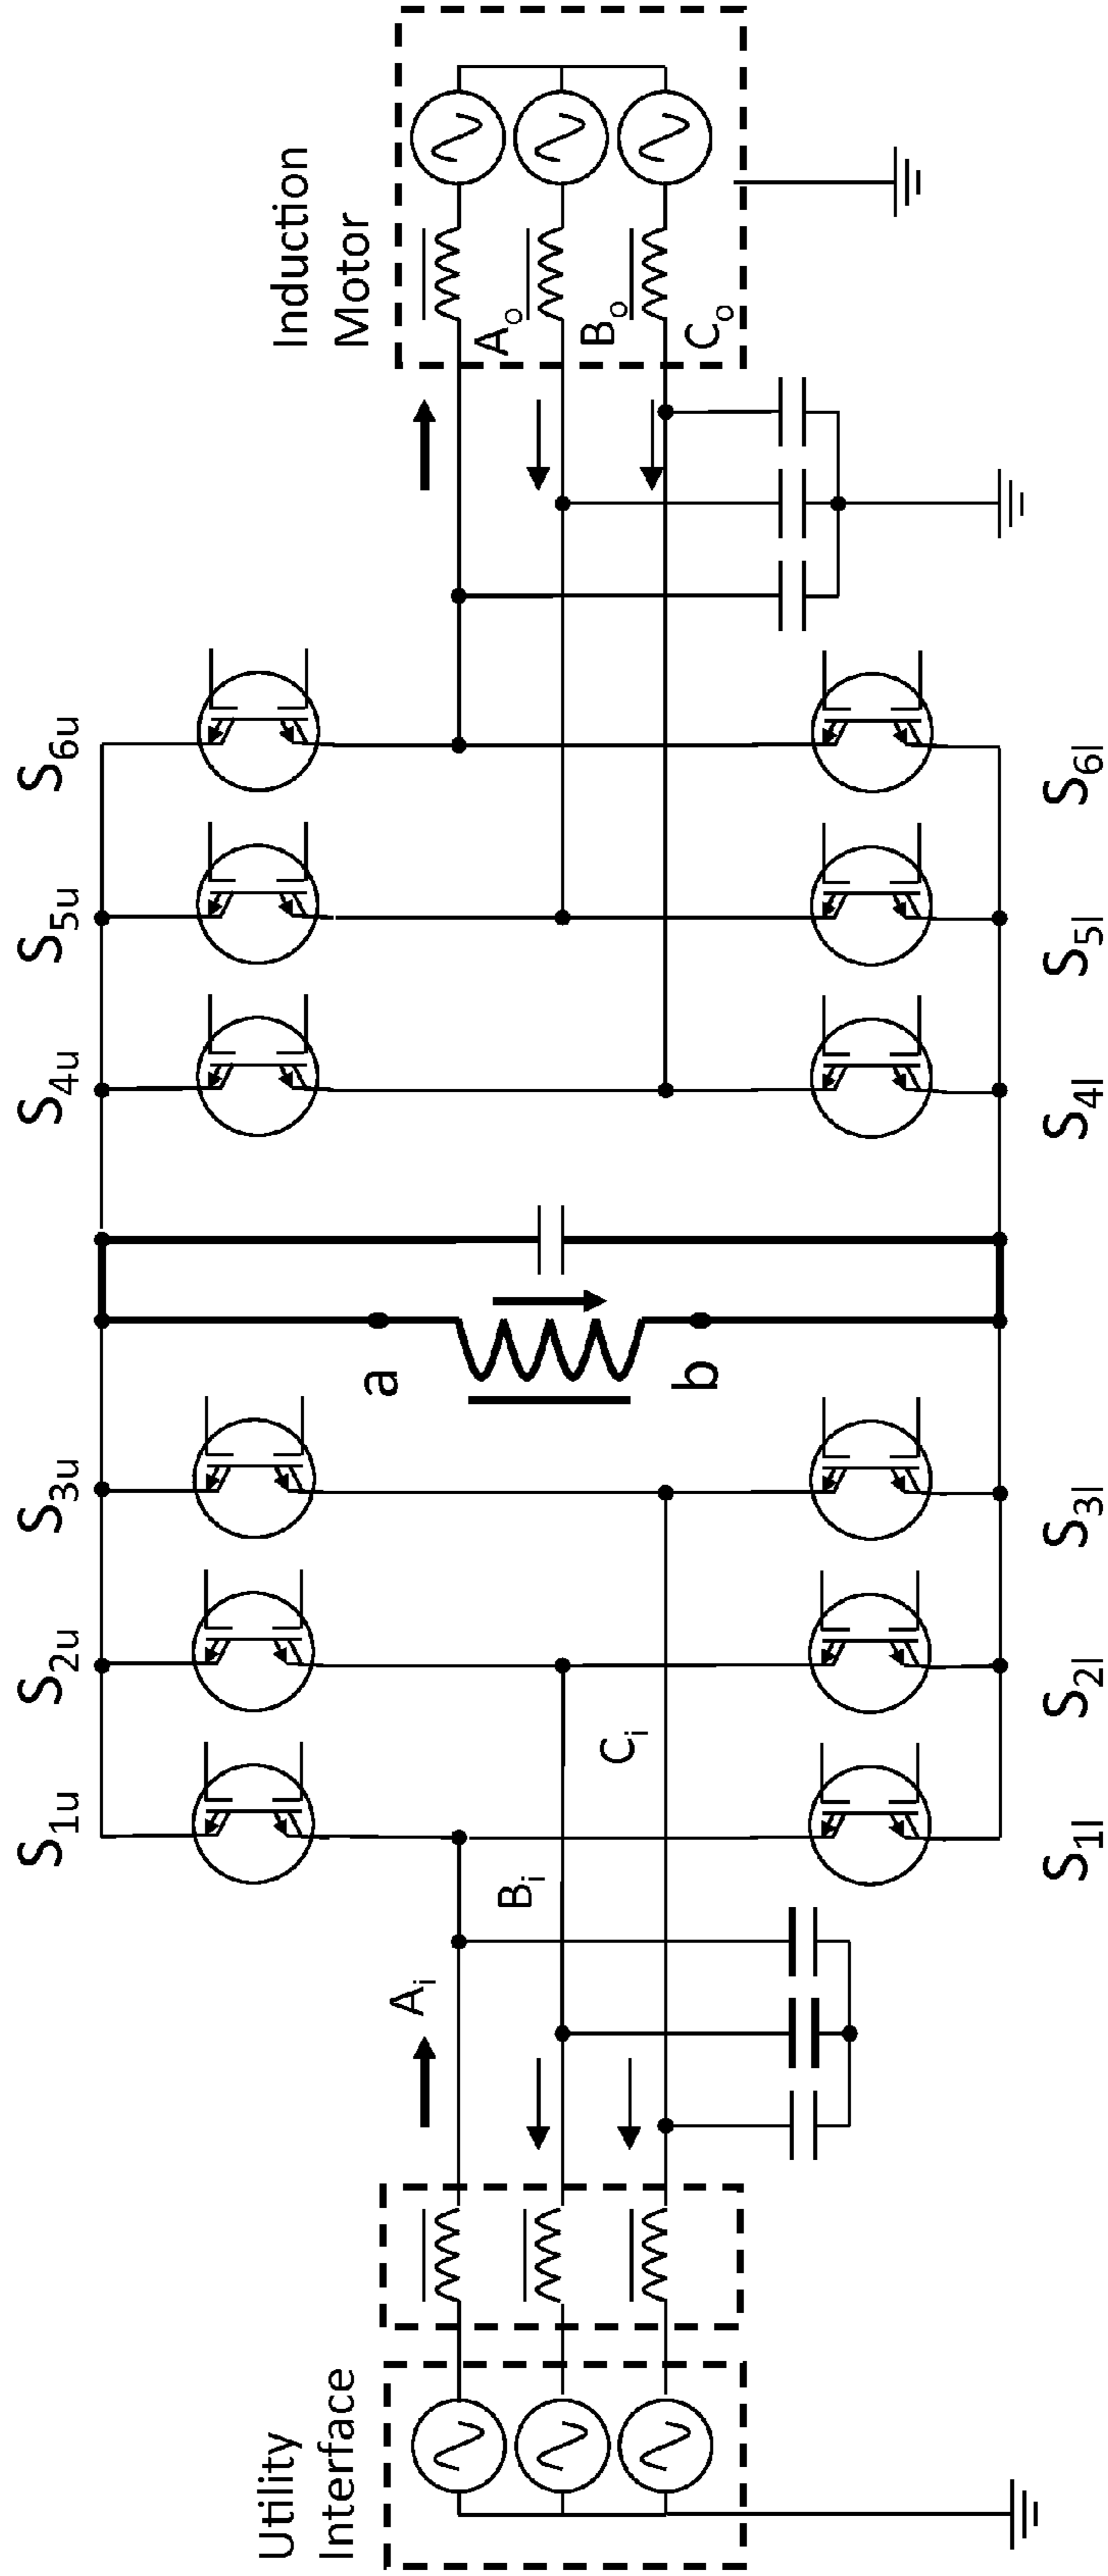 Utility
Interface
Induction
Motor
S1u
S2u
S3u
S4u
S5u
S6u
Ai
Bi
Ci
a
b
Ao
Bo
Co
S1l
S2l
S3l
S4l
S5l
S6l